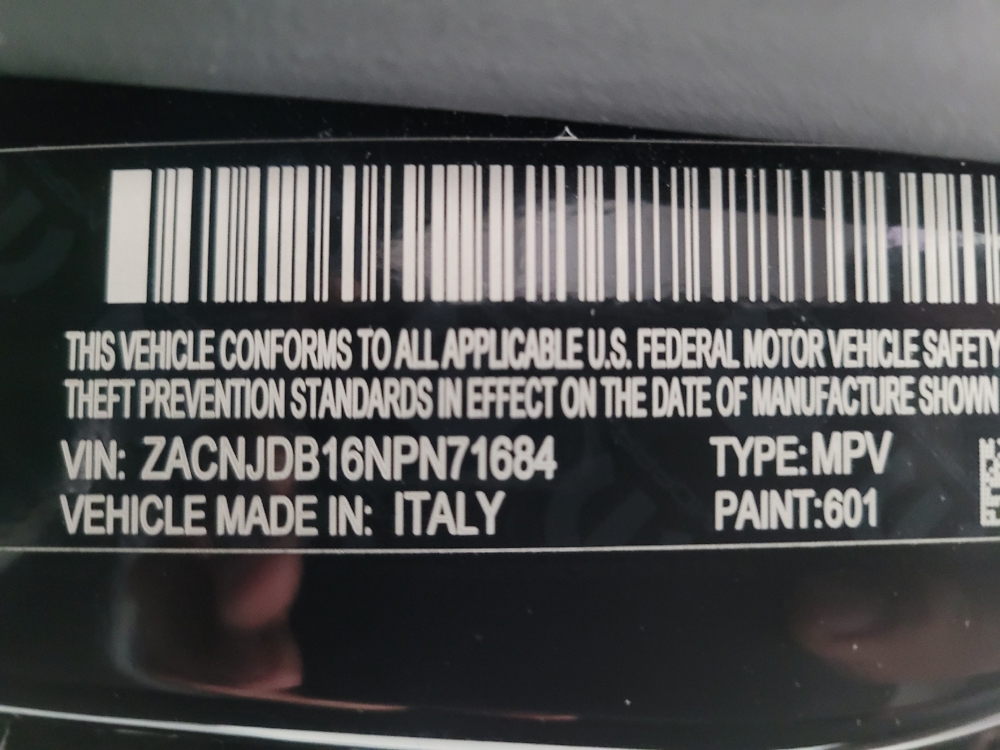 THIS VEHICLE CONFORMS TO ALL APPLICABLE U.S. FEDERAL MOTOR VEHICLE SAFETY
THEFT PREVENTION STANDARDS IN EFFECT ON THE DATE OF MANUFACTURE SHOWN
VIN: ZACNJDB16NPN71684 TYPE: MPV
VEHICLE MADE IN: ITALY PAINT:601